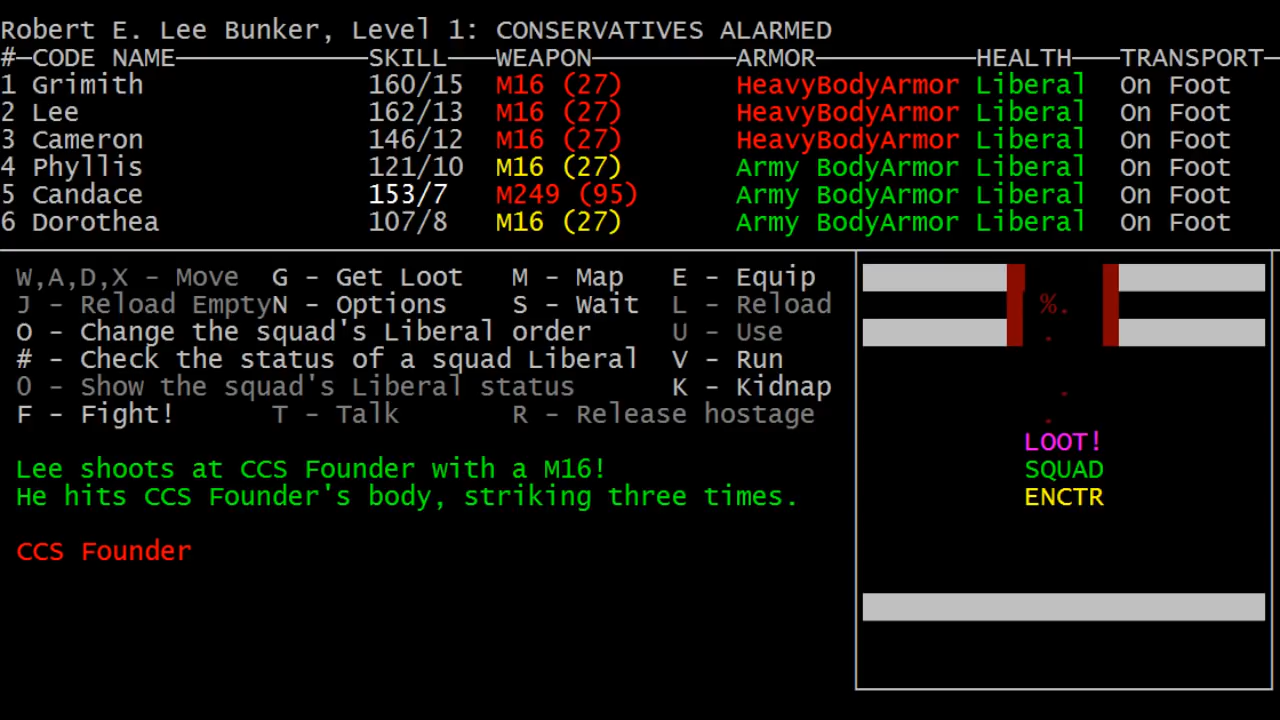 Robert E. Lee Bunker, Level 1: CONSERVATIVES ALARMED
#—CODE NAME————————————SKILL———WEAPON—————————ARMOR——————————HEALTH———TRANSPORT—
1 Grimith 160/15 M16 (27) HeavyBodyArmor Liberal On Foot
2 Lee 162/13 M16 (27) HeavyBodyArmor Liberal On Foot
3 Cameron 146/12 M16 (27) HeavyBodyArmor Liberal On Foot
4 Phyllis 121/10 M16 (27) Army BodyArmor Liberal On Foot
5 Candace 153/7 M249 (95) Army BodyArmor Liberal On Foot
6 Dorothea 107/8 M16 (27) Army BodyArmor Liberal On Foot
W,A,D,X - Move G - Get Loot M - Map E - Equip
J - Reload EmptyN - Options S - Wait L - Reload
O - Change the squad's Liberal order U - Use
# - Check the status of a squad Liberal V - Run
0 - Show the squad's Liberal status K - Kidnap
F - Fight! T - Talk R - Release hostage
Lee shoots at CCS Founder with a M16!
He hits CCS Founder's body, striking three times.
CCS Founder
%.
.
.
.
LOOT!
SQUAD
ENCTR